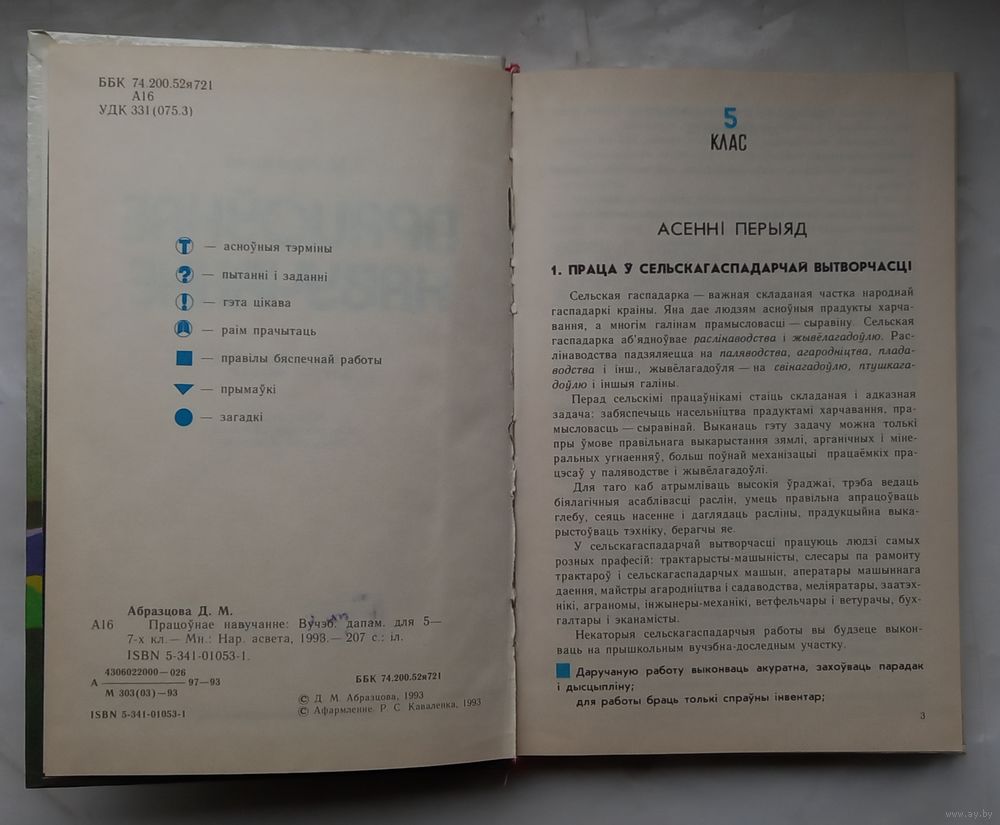 ББК 74.200.52я721
А16
УДК 331(075.3)
Т — асноўныя тэрміны
? — пытанні і заданні
! — гэта цікава
— раім прачытаць
— правілы бяспечнай работы
— прымаўкі
— загадкі
Абразцова Д. М.
А16 Працоўнае навучанне: Вучэб. дапам. для 5—
7-х кл.— Мн.: Нар. асвета, 1993.— 207 с.: іл.
ISBN 5-341-01053-1.
4306022000—026
А ——— 97—93
М 303(03)—93
ББК 74.200.52я721
ISBN 5-341-01053-1
© Д. М. Абразцова, 1993
© Афармленне. Р. С. Каваленка, 1993
5
КЛАС
АСЕННІ ПЕРЫЯД
1. ПРАЦА Ў СЕЛЬСКАГАСПАДАРЧАЙ ВЫТВОРЧАСЦІ
Сельская гаспадарка — важная складаная частка народнай
гаспадаркі краіны. Яна дае людзям асноўныя продукты харча-
вання, а многім галінам прамысловасці — сыравіну. Сельская
гаспадарка аб'ядноўвае раслінаводства і жывёлагадоўлю. Рас-
лінаводства падзяляецца на паляводства, агародніцтва, плада-
водства і інш., жывёлагадоўля — на свінагадоўлю, птушкага-
доўлю і іншыя галіны.
Перад сельскімі працаўнікамі стаіць складаная і адказная
задача: забяспечыць насельніцтва прадуктамі харчавання, пра-
мысловасць — сыравінай. Выканаць гэту задачу можна толькі
пры ўмове правільнага выкарыстання зямлі, арганічных і міне-
ральных угнаенняў, больш поўнай механізацыі працаёмкіх пра-
цэсаў у паляводстве і жывёлагадоўлі.
Для таго каб атрымліваць высокія ўраджаі, трэба ведаць
біялагічныя асаблівасці раслін, умець правільна апрацоўваць
глебу, сеяць насенне і даглядаць расліны, прадукцыйна выка-
рыстоўваць тэхніку, берагчы яе.
У сельскагаспадарчай вытворчасці працуюць людзі самых
розных прафесій: трактарысты-машыністы, слесары па рамонту
трактароў і сельскагаспадарчых машын, аператары машыннага
даення, майстры агародніцтва і садаводства, меліяратары, заатэх-
нікі, аграномы, інжынеры-механікі, ветфельчары і ветурачы, бух-
галтары і эканамісты.
Некаторыя сельскагаспадарчыя работы вы будзеце выкон-
ваць на прышкольным вучэбна-доследным участку.
Даручаную работу выконваць акуратна, захоўваць парадак
і дысцыпліну;
для работы браць толькі спраўны інвентар;
3
www.ay.by